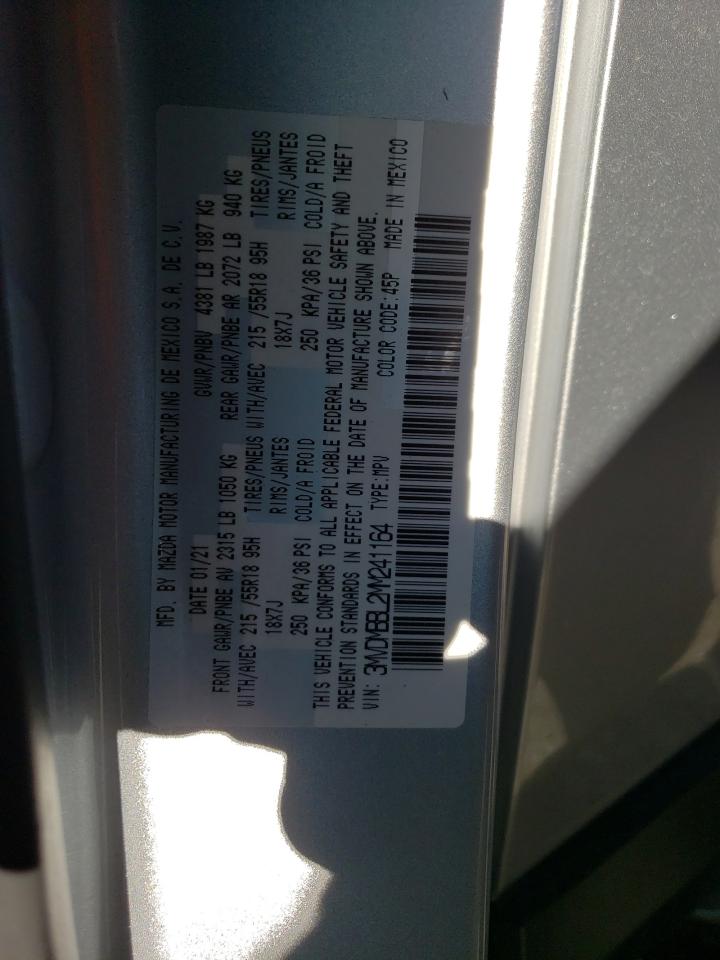 MFD. BY MAZDA MOTOR MANUFACTURING DE MEXICO S.A. DE C.V.
DATE 01/21 GVWR/PNBV 4381 LB 1987 KG
FRONT GAWR/PNBE AV 2315 LB 1050 KG REAR GAWR/PNBE AR 2072 LB 940 KG
WITH/AVEC 215 /55R18 95H TIRES/PNEUS WITH/AVEC 215 /55R18 95H TIRES/PNEUS
18X7J RIMS/JANTES 18X7J RIMS/JANTES
250 KPA/36 PSI COLD/A FROID 250 KPA/36 PSI COLD/A FROID
THIS VEHICLE CONFORMS TO ALL APPLICABLE FEDERAL MOTOR VEHICLE SAFETY AND THEFT
PREVENTION STANDARDS IN EFFECT ON THE DATE OF MANUFACTURE SHOWN ABOVE.
VIN: 3MVDMBBL2MM241164 TYPE:MPV COLOR CODE:45P MADE IN MEXICO